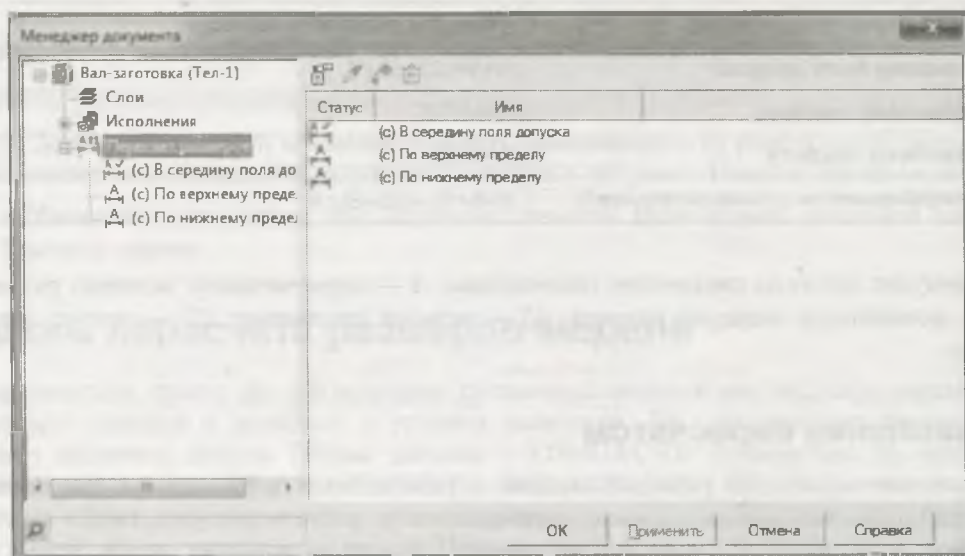 Менеджер документа
Вал-заготовка (Тел-1)
Слои
Исполнения
(с) В середину поля до
(с) По верхнему преде
(с) По нижнему предел
Статус Имя
(с) В середину поля допуска
(с) По верхнему пределу
(с) По нижнему пределу
OK Применить Отмена Справка